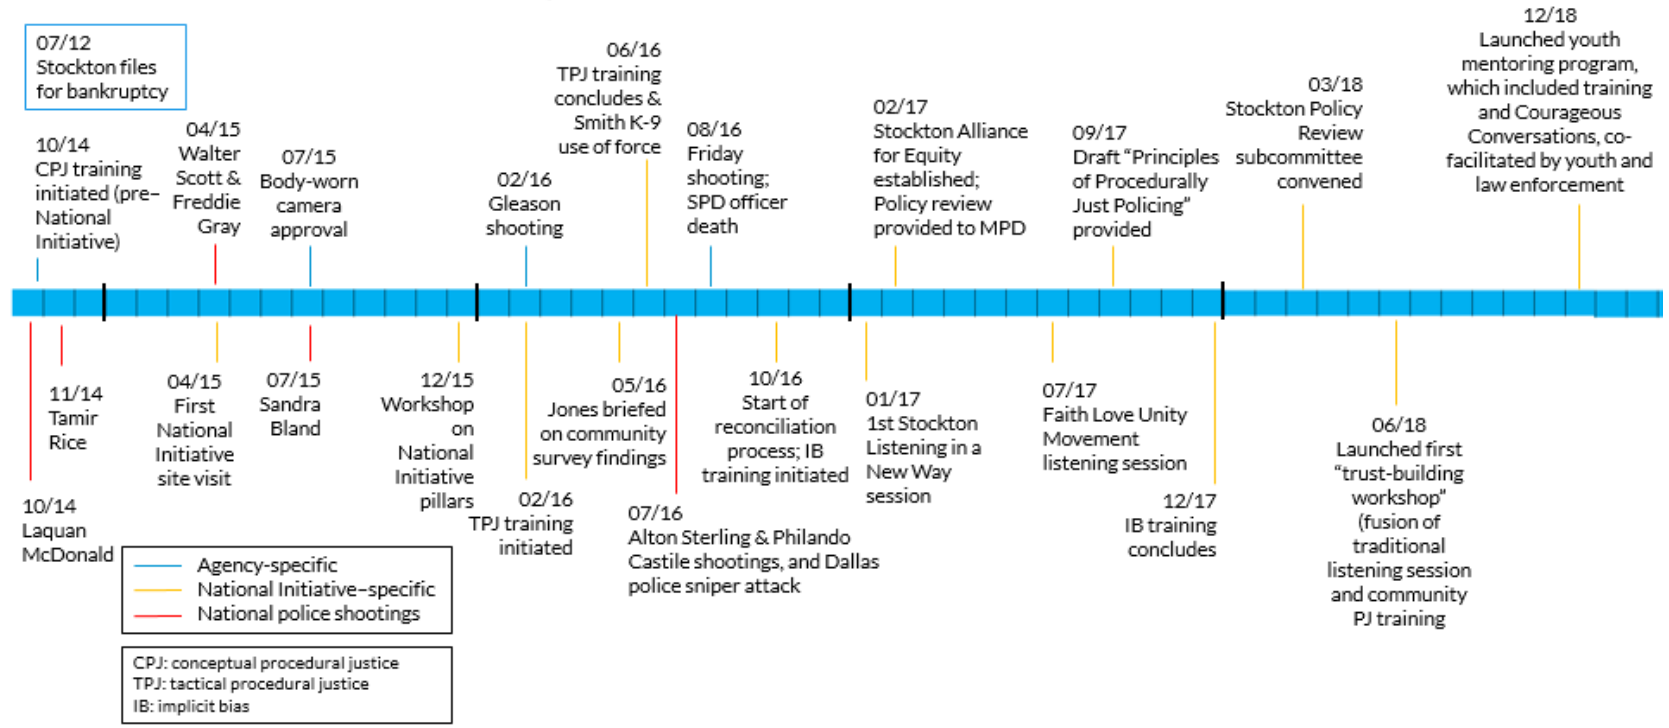 07/12
Stockton files
for bankruptcy
10/14
CPJ training
initiated (pre–
National
Initiative)
04/15
Walter
Scott &
Freddie
Gray
07/15
Body-worn
camera
approval
02/16
Gleason
shooting
06/16
TPJ training
concludes &
Smith K-9
use of force
08/16
Friday
shooting;
SPD officer
death
02/17
Stockton Alliance
for Equity
established;
Policy review
provided to MPD
09/17
Draft “Principles
of Procedurally
Just Policing”
provided
03/18
Stockton Policy
Review
subcommittee
convened
12/18
Launched youth
mentoring program,
which included training
and Courageous
Conversations, co-
facilitated by youth and
law enforcement
10/14
Laquan
McDonald
11/14
Tamir
Rice
04/15
First
National
Initiative
site visit
07/15
Sandra
Bland
12/15
Workshop
on
National
Initiative
pillars
02/16
TPJ training
initiated
05/16
Jones briefed
on community
survey findings
07/16
Alton Sterling & Philando
Castile shootings, and Dallas
police sniper attack
10/16
Start of
reconciliation
process; IB
training initiated
01/17
1st Stockton
Listening in a
New Way
session
07/17
Faith Love Unity
Movement
listening session
12/17
IB training
concludes
06/18
Launched first
“trust-building
workshop”
(fusion of
traditional
listening session
and community
PJ training
Agency-specific
National Initiative–specific
National police shootings
CPJ: conceptual procedural justice
TPJ: tactical procedural justice
IB: implicit bias